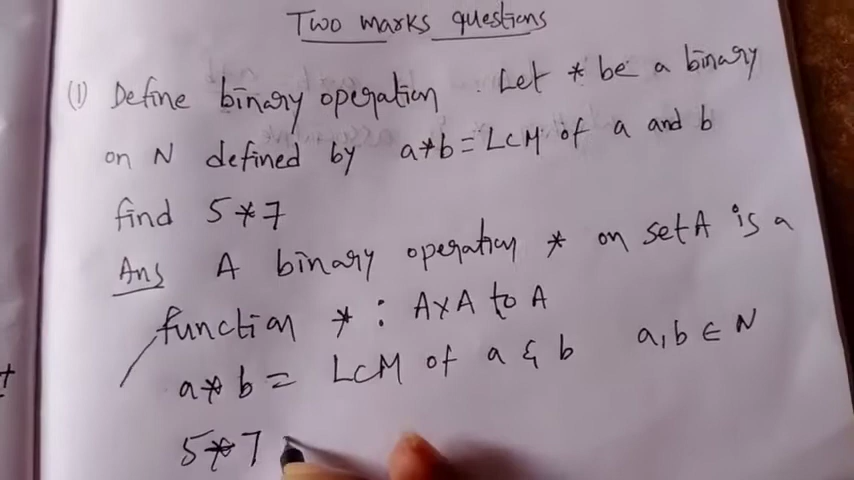 Two marks questions
(1) Define binary operation. Let * be a binary
on N defined by a*b = LCM of a and b
find 5*7
Ans A binary operation * on set A is a
function * : A×A to A
a*b = LCM of a & b a,b ∈ N
5*7